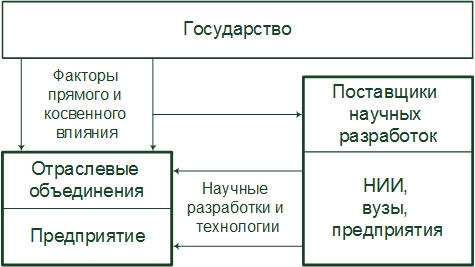 Государство
Факторы
прямого и
косвенного
влияния
Поставщики
научных
разработок
Отраслевые
объединения
Научные
разработки и
технологии
НИИ,
вузы,
предприятия
Предприятие